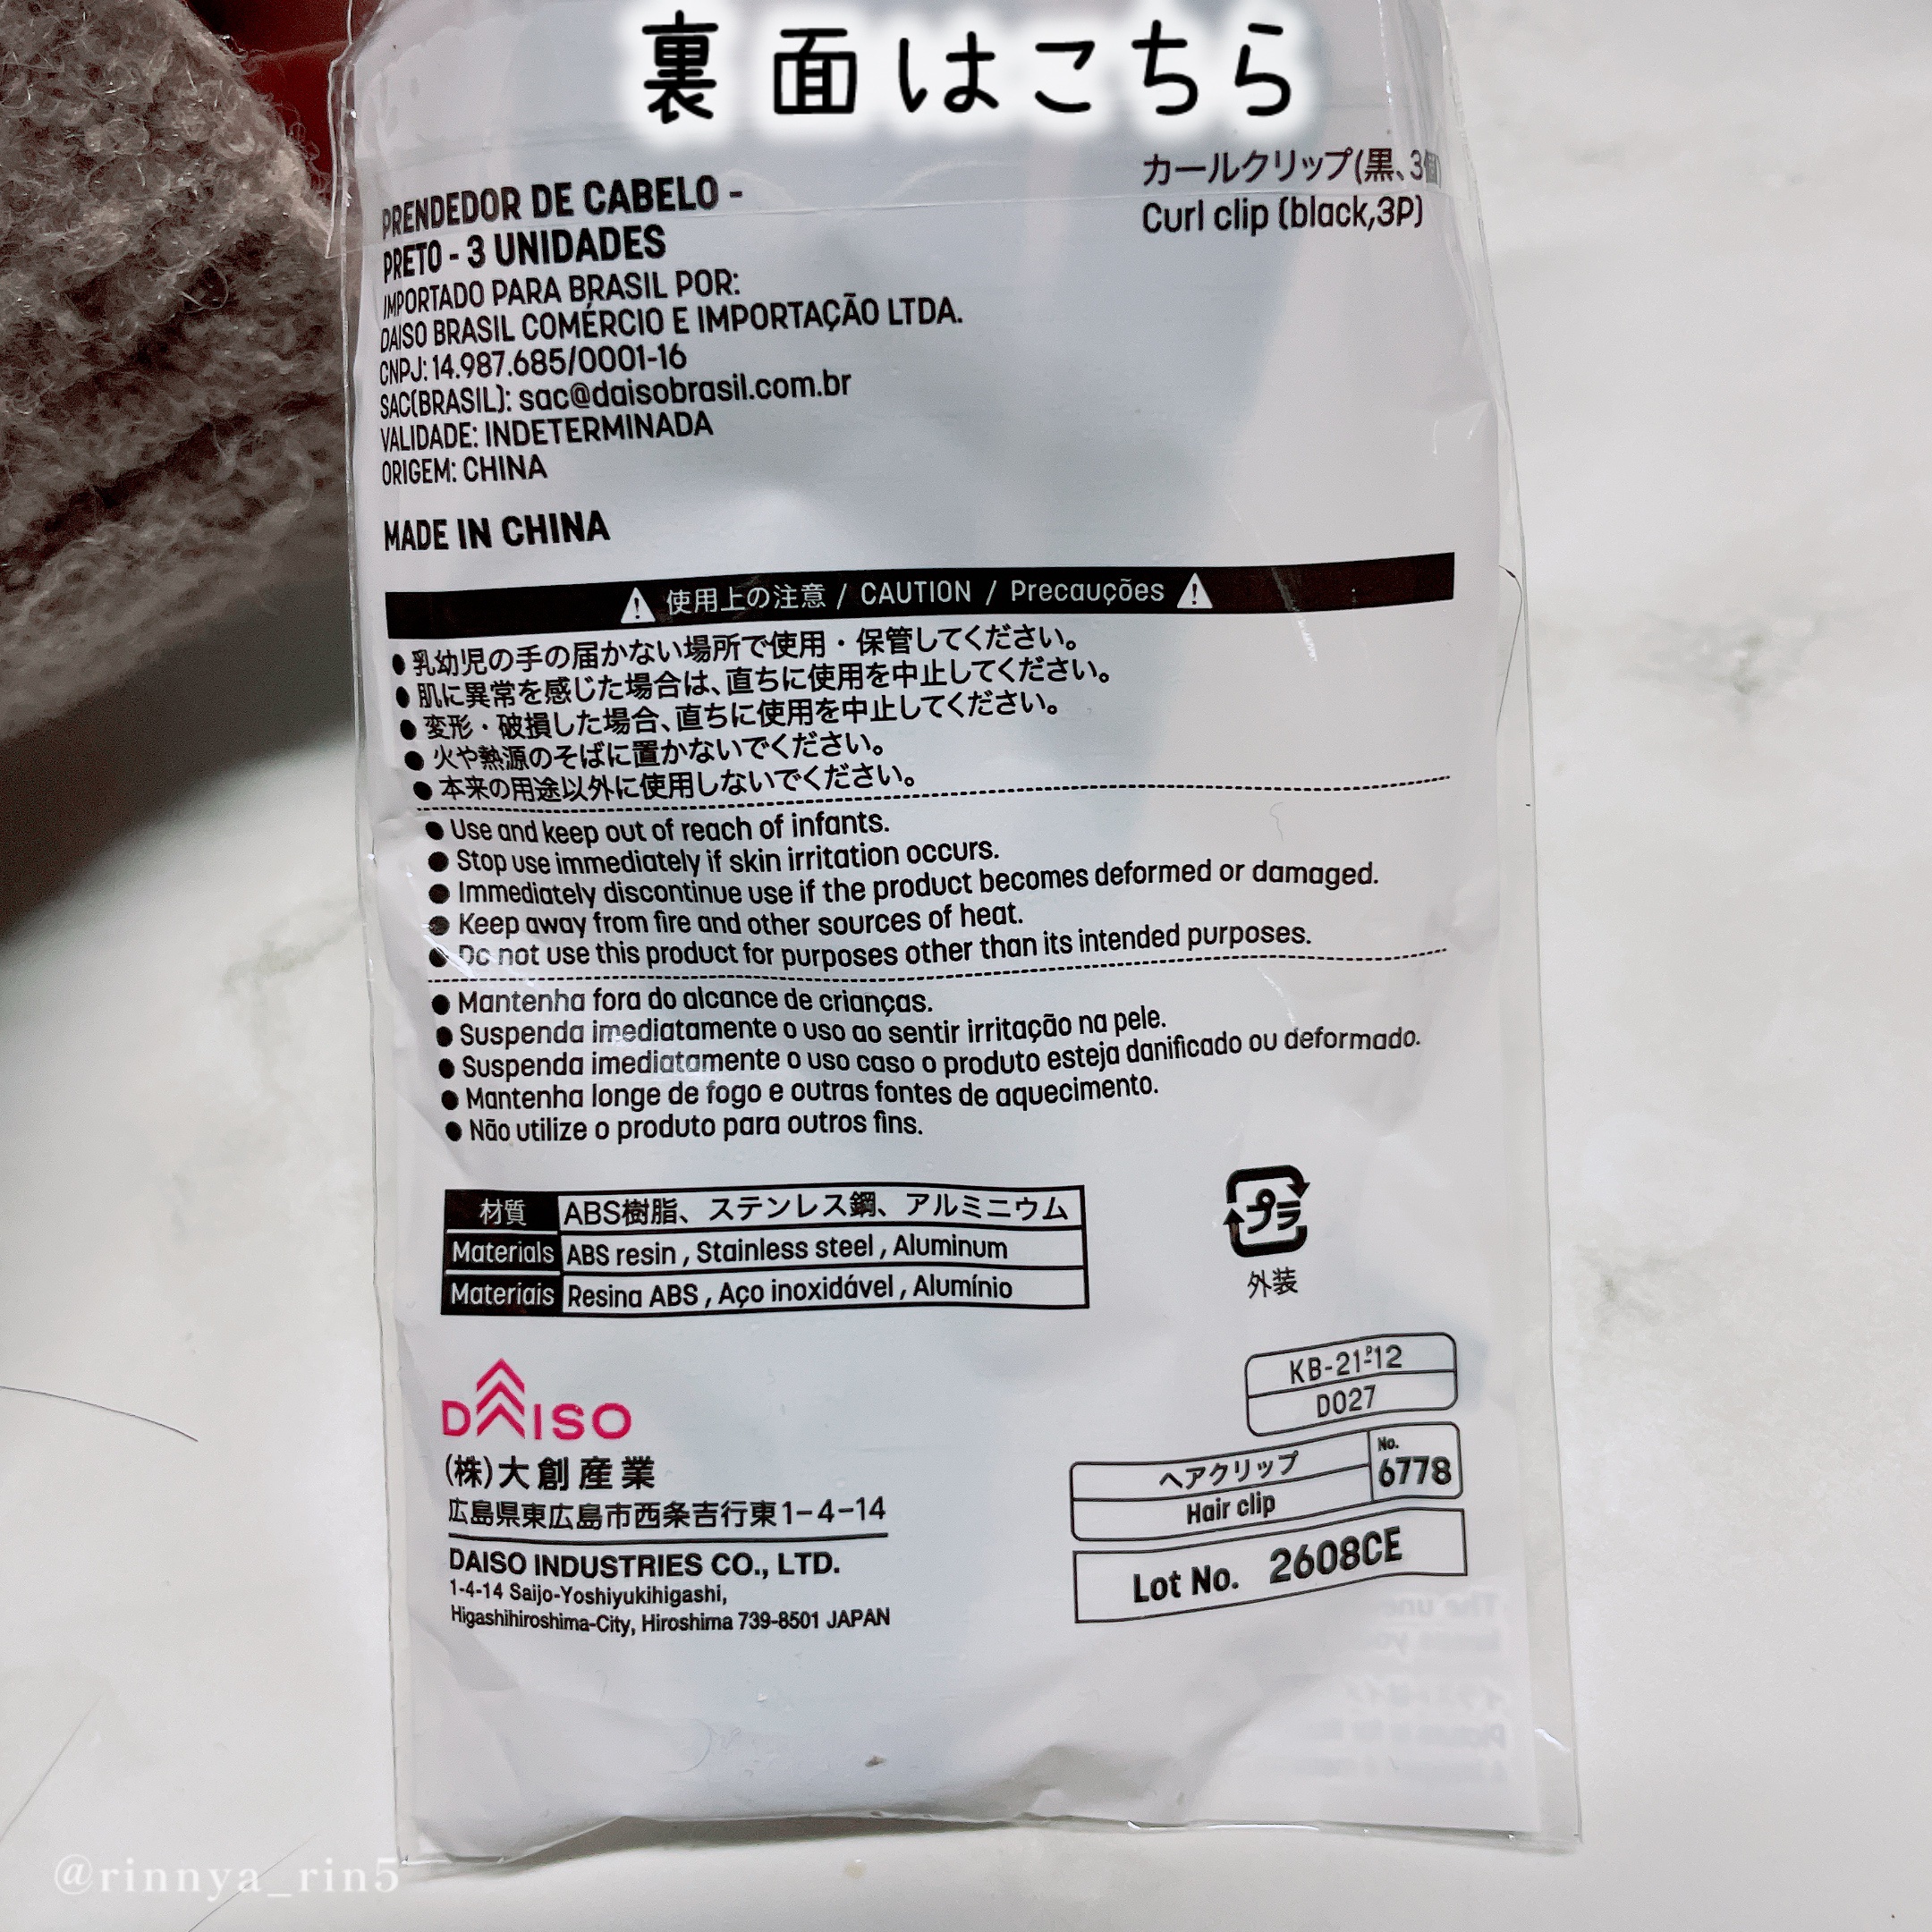 裏面はこちら
カールクリップ(黒、3個
Curl clip (black,3P)
PRENDEDOR DE CABELO -
PRETO - 3 UNIDADES
IMPORTADO PARA BRASIL POR:
DAISO BRASIL COMÉRCIO E IMPORTAÇÃO LTDA.
CNPJ: 14.987.685/0001-16
SAC(BRASIL): sac@daisobrasil.com.br
VALIDADE: INDETERMINADA
ORIGEM: CHINA
MADE IN CHINA
使用上の注意 / CAUTION / Precauções
●乳幼児の手の届かない場所で使用・保管してください。
●肌に異常を感じた場合は、直ちに使用を中止してください。
●変形・破損した場合、直ちに使用を中止してください。
●火や熱源のそばに置かないでください。
●本来の用途以外に使用しないでください。
●Use and keep out of reach of infants.
●Stop use immediately if skin irritation occurs.
●Immediately discontinue use if the product becomes deformed or damaged.
●Keep away from fire and other sources of heat.
●Do not use this product for purposes other than its intended purposes.
●Mantenha fora do alcance de crianças.
●Suspenda imediatamente o uso ao sentir irritação na pele.
●Suspenda imediatamente o uso caso o produto esteja danificado ou deformado.
●Mantenha longe de fogo e outras fontes de aquecimento.
●Não utilize o produto para outros fins.
材質 ABS樹脂、ステンレス鋼、アルミニウム
Materials ABS resin , Stainless steel , Aluminum
Materiais Resina ABS , Aço inoxidável , Alumínio
プラ
外装
DAISO
(株)大創産業
広島県東広島市西条吉行東1-4-14
DAISO INDUSTRIES CO., LTD.
1-4-14 Saijo-Yoshiyukihigashi,
Higashihiroshima-City, Hiroshima 739-8501 JAPAN
KB-21-P12
D027
ヘアクリップ
Hair clip
No.
6778
Lot No. 2608CE
@rinnya_rin5